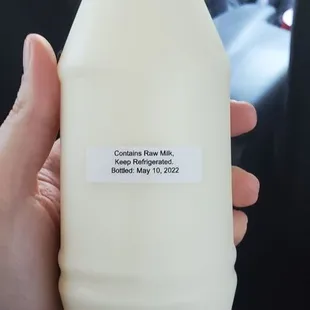 Contains Raw Milk,
Keep Refrigerated.
Bottled: May 10, 2022